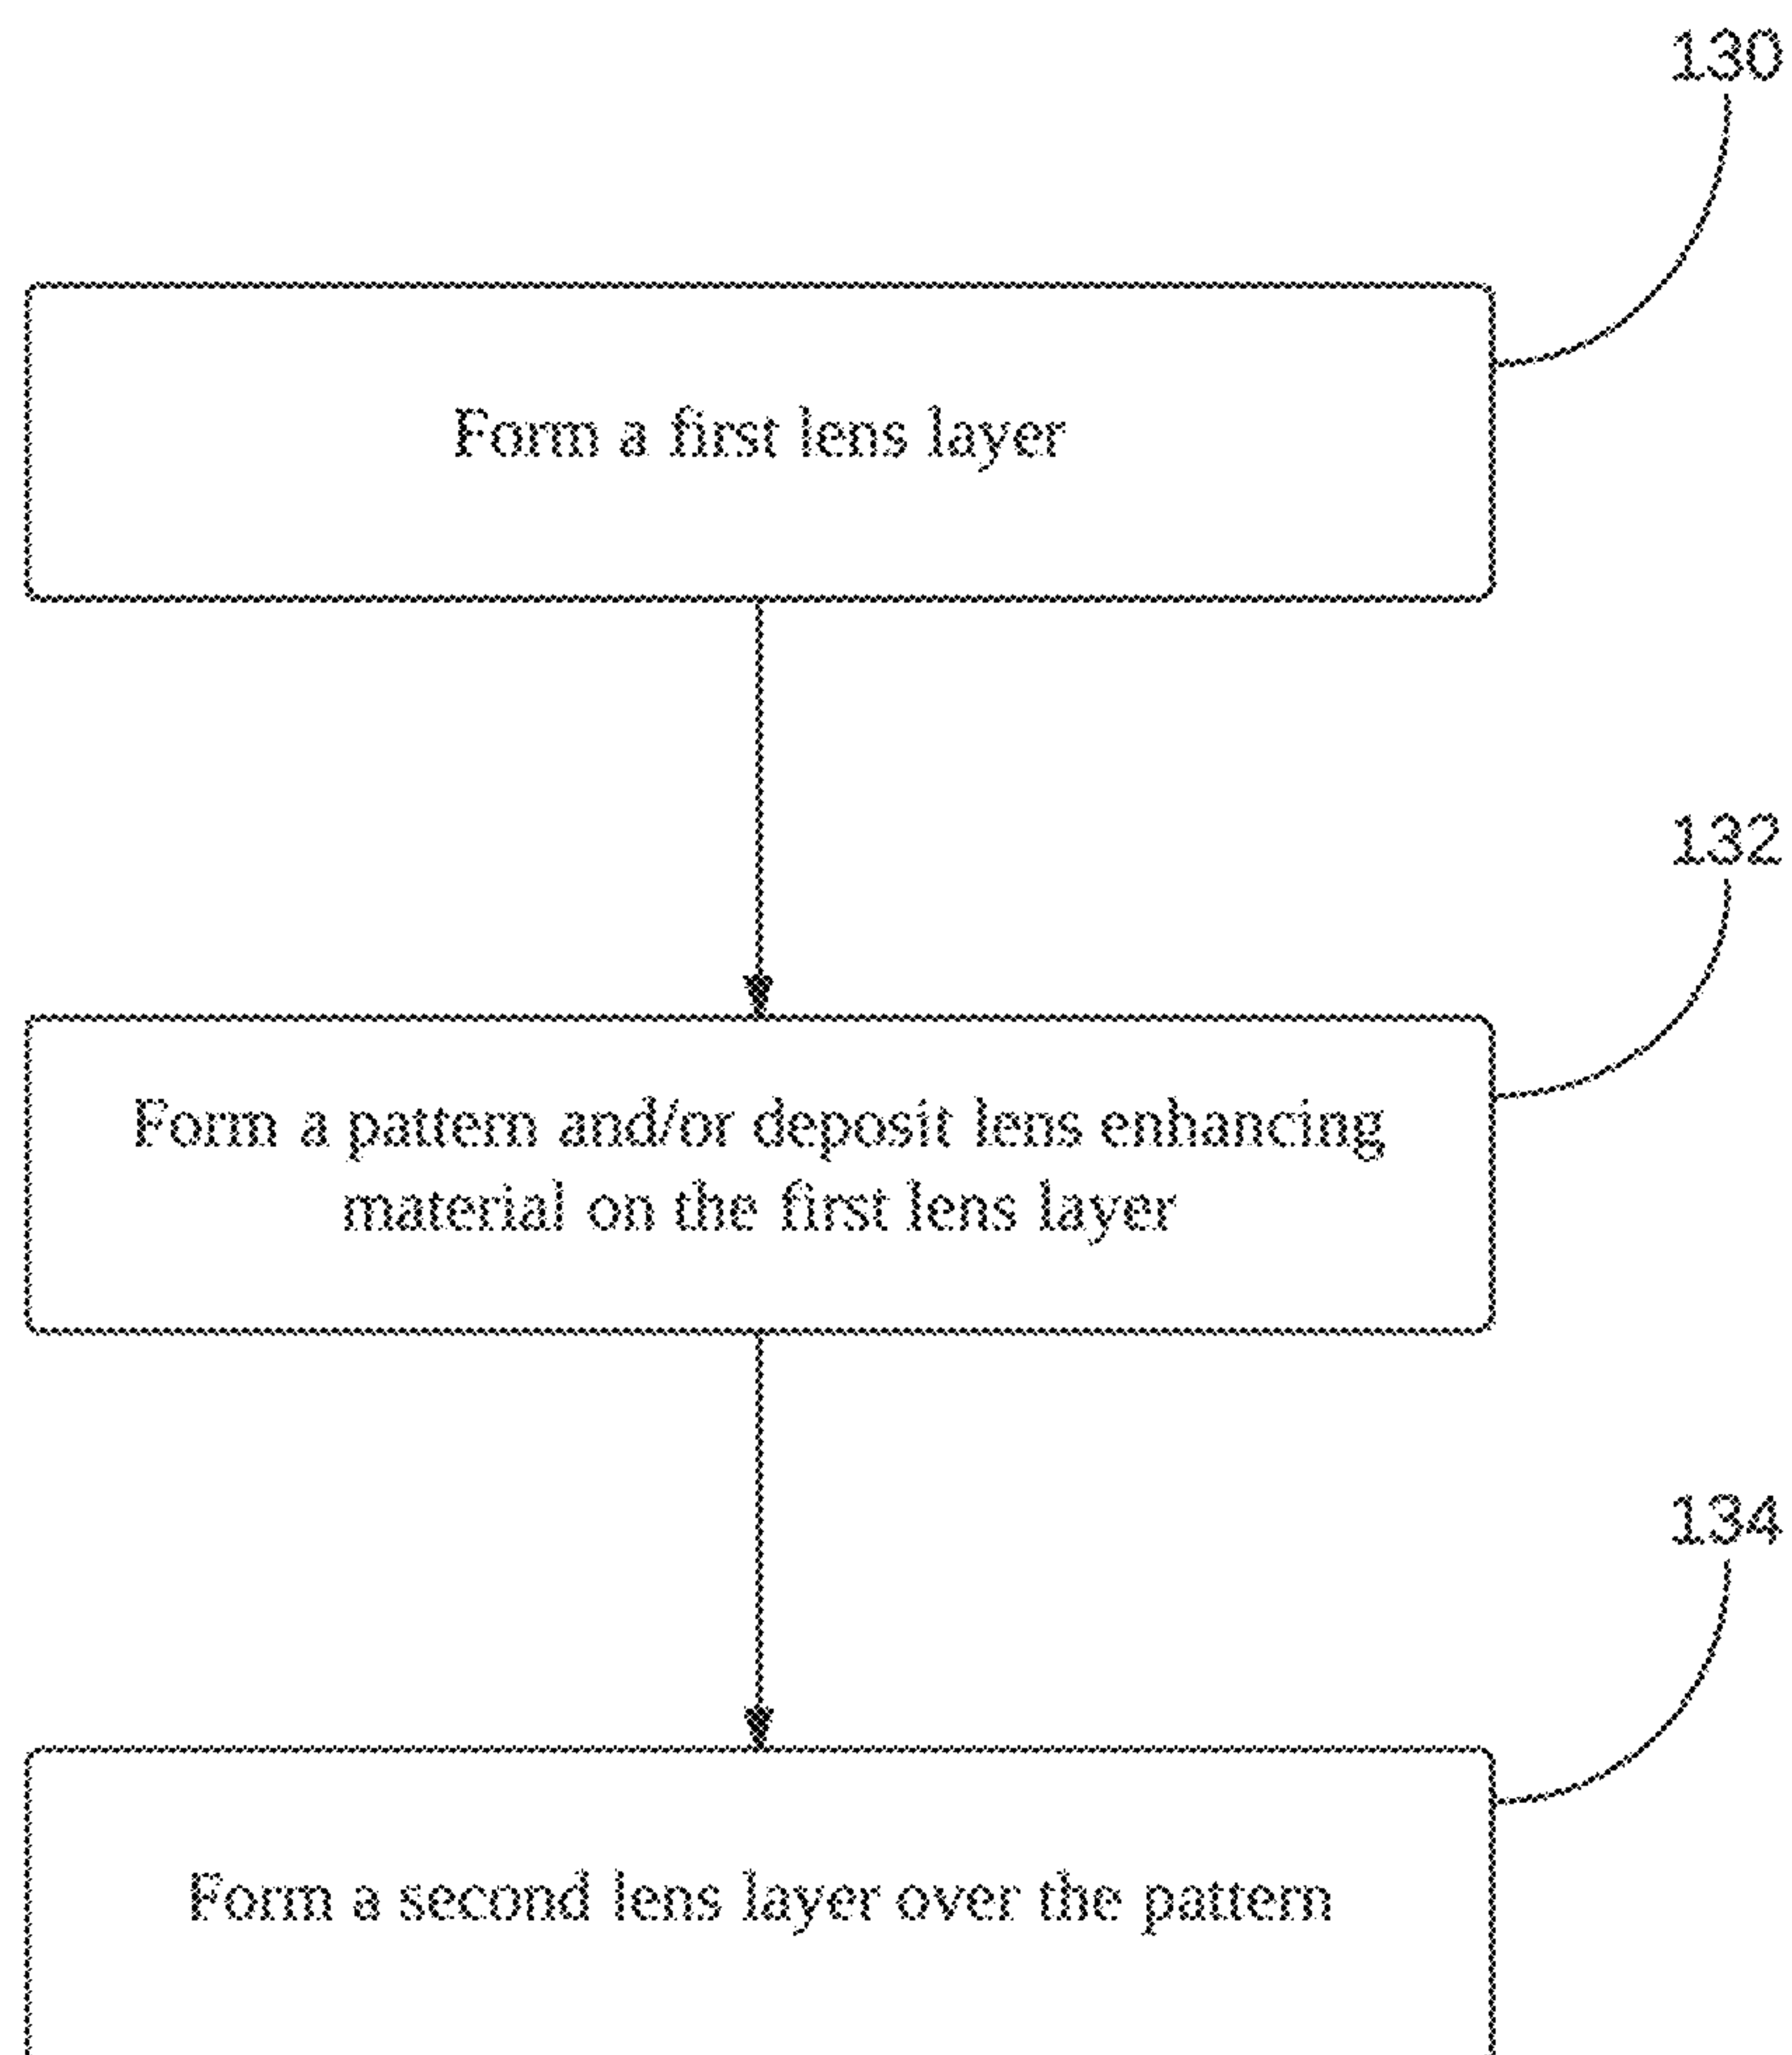 130
Form a first lens layer
132
Form a pattern and/or deposit lens enhancing
material on the first lens layer
134
Form a second lens layer over the pattern